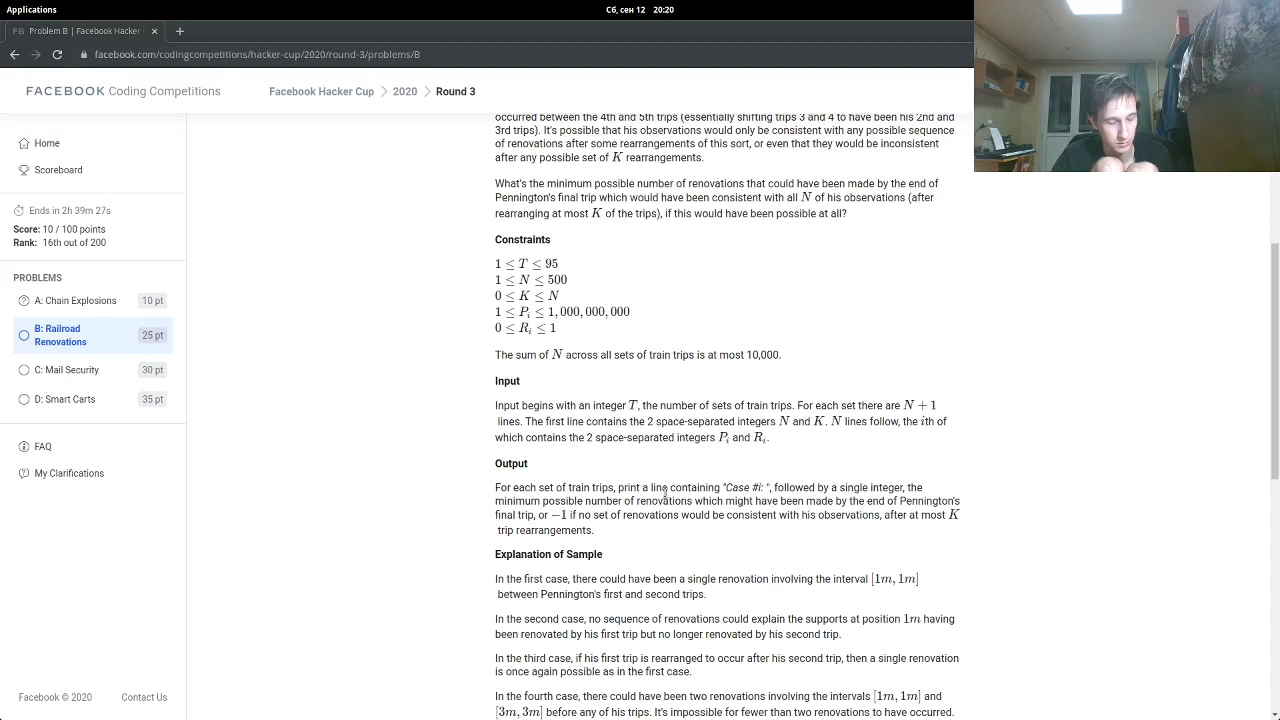 Applications
Сб, сен 12 20:20
FB Problem B | Facebook Hacker
facebook.com/codingcompetitions/hacker-cup/2020/round-3/problems/B
FACEBOOK Coding Competitions
Facebook Hacker Cup
2020
Round 3
Home
Scoreboard
Ends in 2h 39m 27s
Score: 10 / 100 points
Rank: 16th out of 200
PROBLEMS
A: Chain Explosions 10 pt
B: Railroad Renovations 25 pt
C: Mail Security 30 pt
D: Smart Carts 35 pt
FAQ
My Clarifications
Facebook © 2020
Contact Us
occurred between the 4th and 5th trips (essentially shifting trips 3 and 4 to have been his 2nd and
3rd trips). It's possible that his observations would only be consistent with any possible sequence
of renovations after some rearrangements of this sort, or even that they would be inconsistent
after any possible set of K rearrangements.
What's the minimum possible number of renovations that could have been made by the end of
Pennington's final trip which would have been consistent with all N of his observations (after
rearranging at most K of the trips), if this would have been possible at all?
Constraints
1 ≤ T ≤ 95
1 ≤ N ≤ 500
0 ≤ K ≤ N
1 ≤ Pi ≤ 1,000,000,000
0 ≤ Ri ≤ 1
The sum of N across all sets of train trips is at most 10,000.
Input
Input begins with an integer T, the number of sets of train trips. For each set there are N + 1
lines. The first line contains the 2 space-separated integers N and K. N lines follow, the ith of
which contains the 2 space-separated integers Pi and Ri.
Output
For each set of train trips, print a line containing "Case #i: ", followed by a single integer, the
minimum possible number of renovations which might have been made by the end of Pennington's
final trip, or −1 if no set of renovations would be consistent with his observations, after at most K
trip rearrangements.
Explanation of Sample
In the first case, there could have been a single renovation involving the interval [1m, 1m]
between Pennington's first and second trips.
In the second case, no sequence of renovations could explain the supports at position 1m having
been renovated by his first trip but no longer renovated by his second trip.
In the third case, if his first trip is rearranged to occur after his second trip, then a single renovation
is once again possible as in the first case.
In the fourth case, there could have been two renovations involving the intervals [1m, 1m] and
[3m, 3m] before any of his trips. It's impossible for fewer than two renovations to have occurred.